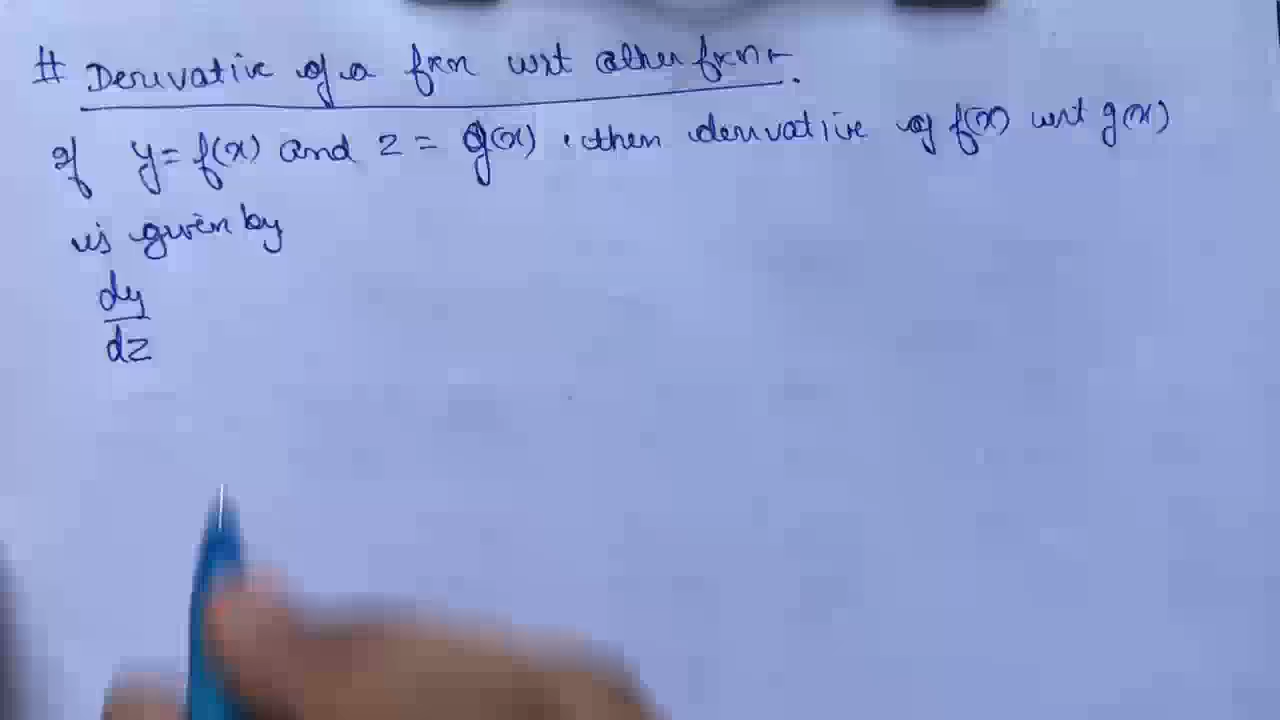 # Derivative of a fxn wrt other fxn:-
If y = f(x) and z = g(x), then derivative of f(x) wrt g(x)
is given by
dy
dz